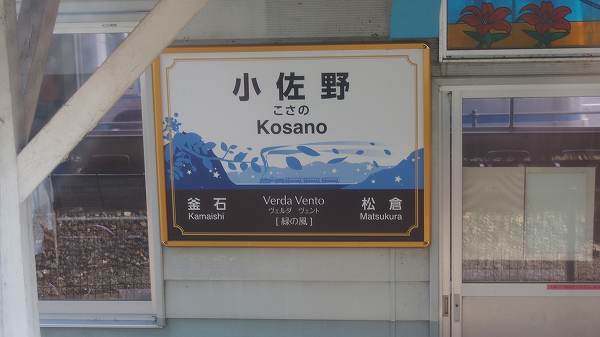 小佐野
こさの
Kosano
釜石
Kamaishi
Verda Vento
ヴェルダ ヴェント
[緑の風]
松倉
Matsukura